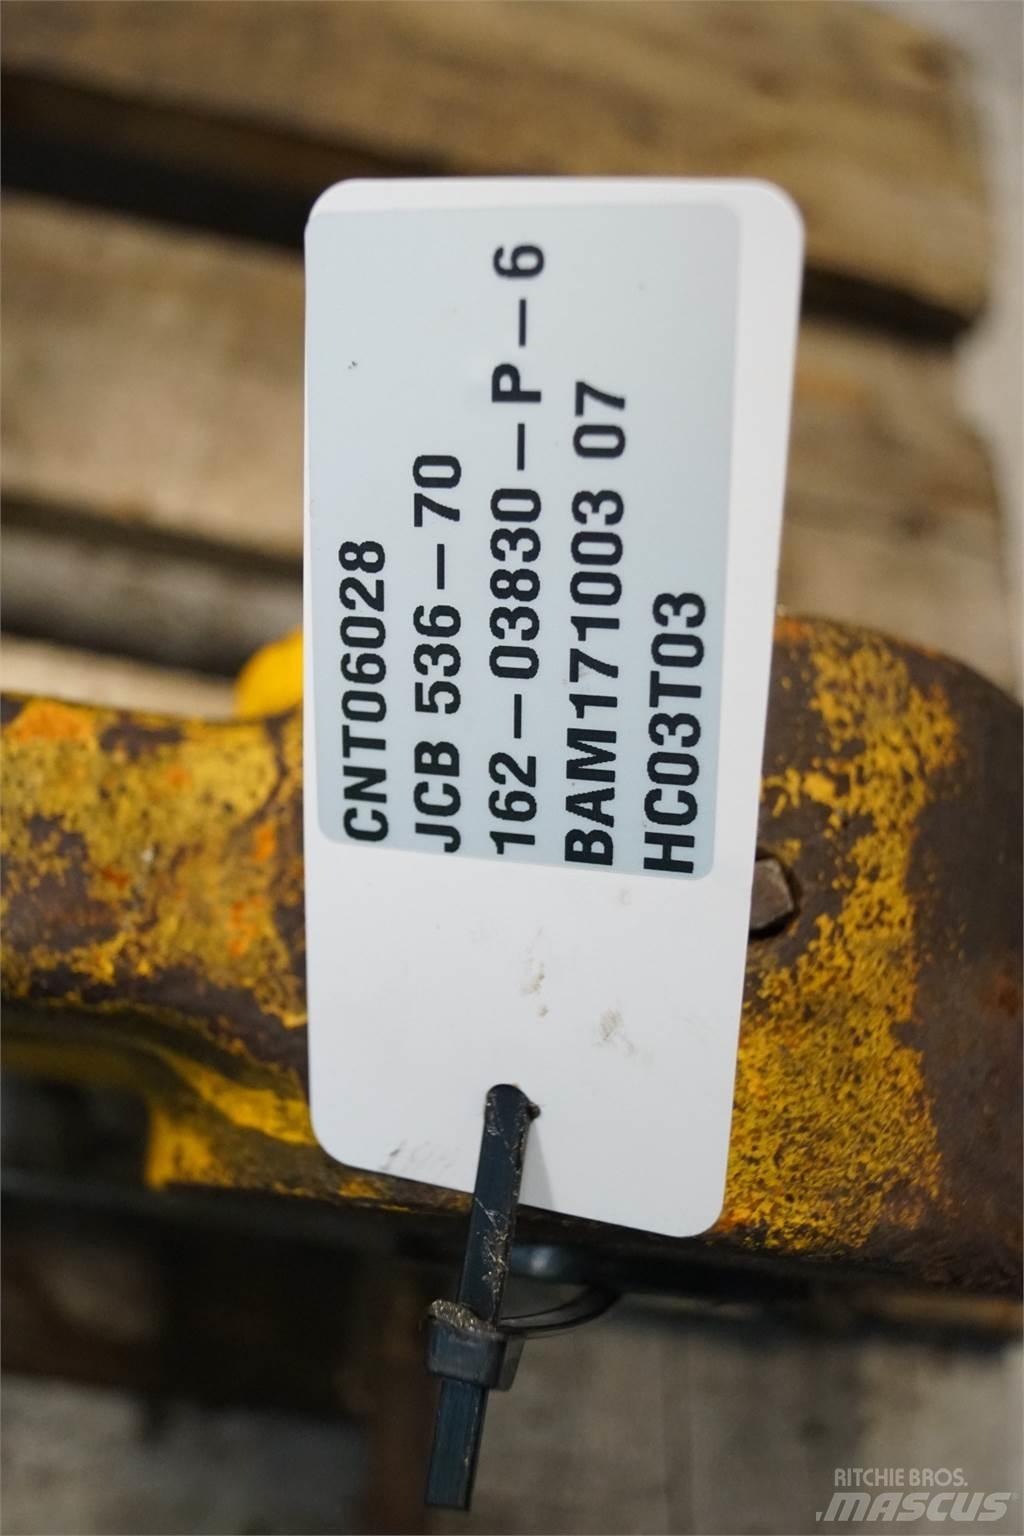 CNT06028
JCB 536-70
162-03830-P-6
BAM171003 07
HC03T03
RITCHIE BROS.
MASCUS